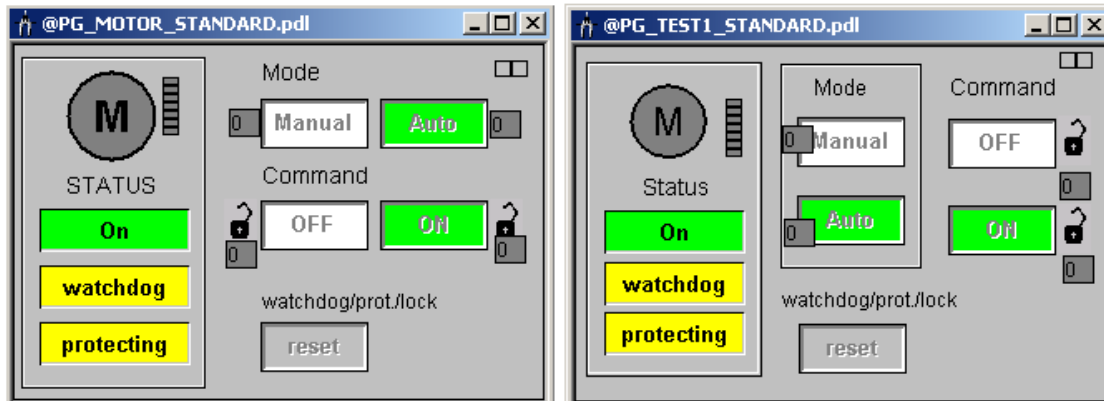 @PG_MOTOR_STANDARD.pdl
Mode
M
0 Manual Auto 0
STATUS
Command
OFF ON
On
0 0
watchdog
watchdog/prot./lock
protecting
reset
@PG_TEST1_STANDARD.pdl
Mode
Command
M
0 Manual
OFF
Status
0
On
0 Auto
ON
0
watchdog
watchdog/prot./lock
protecting
reset